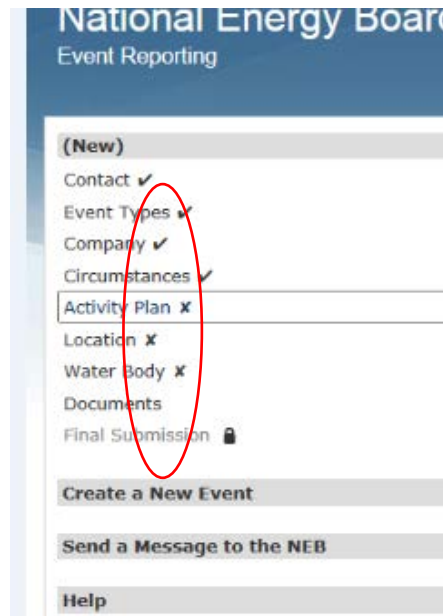 National Energy Board
Event Reporting
(New)
Contact ✔
Event Types ✔
Company ✔
Circumstances ✔
Activity Plan ✘
Location ✘
Water Body ✘
Documents
Final Submission
Create a New Event
Send a Message to the NEB
Help